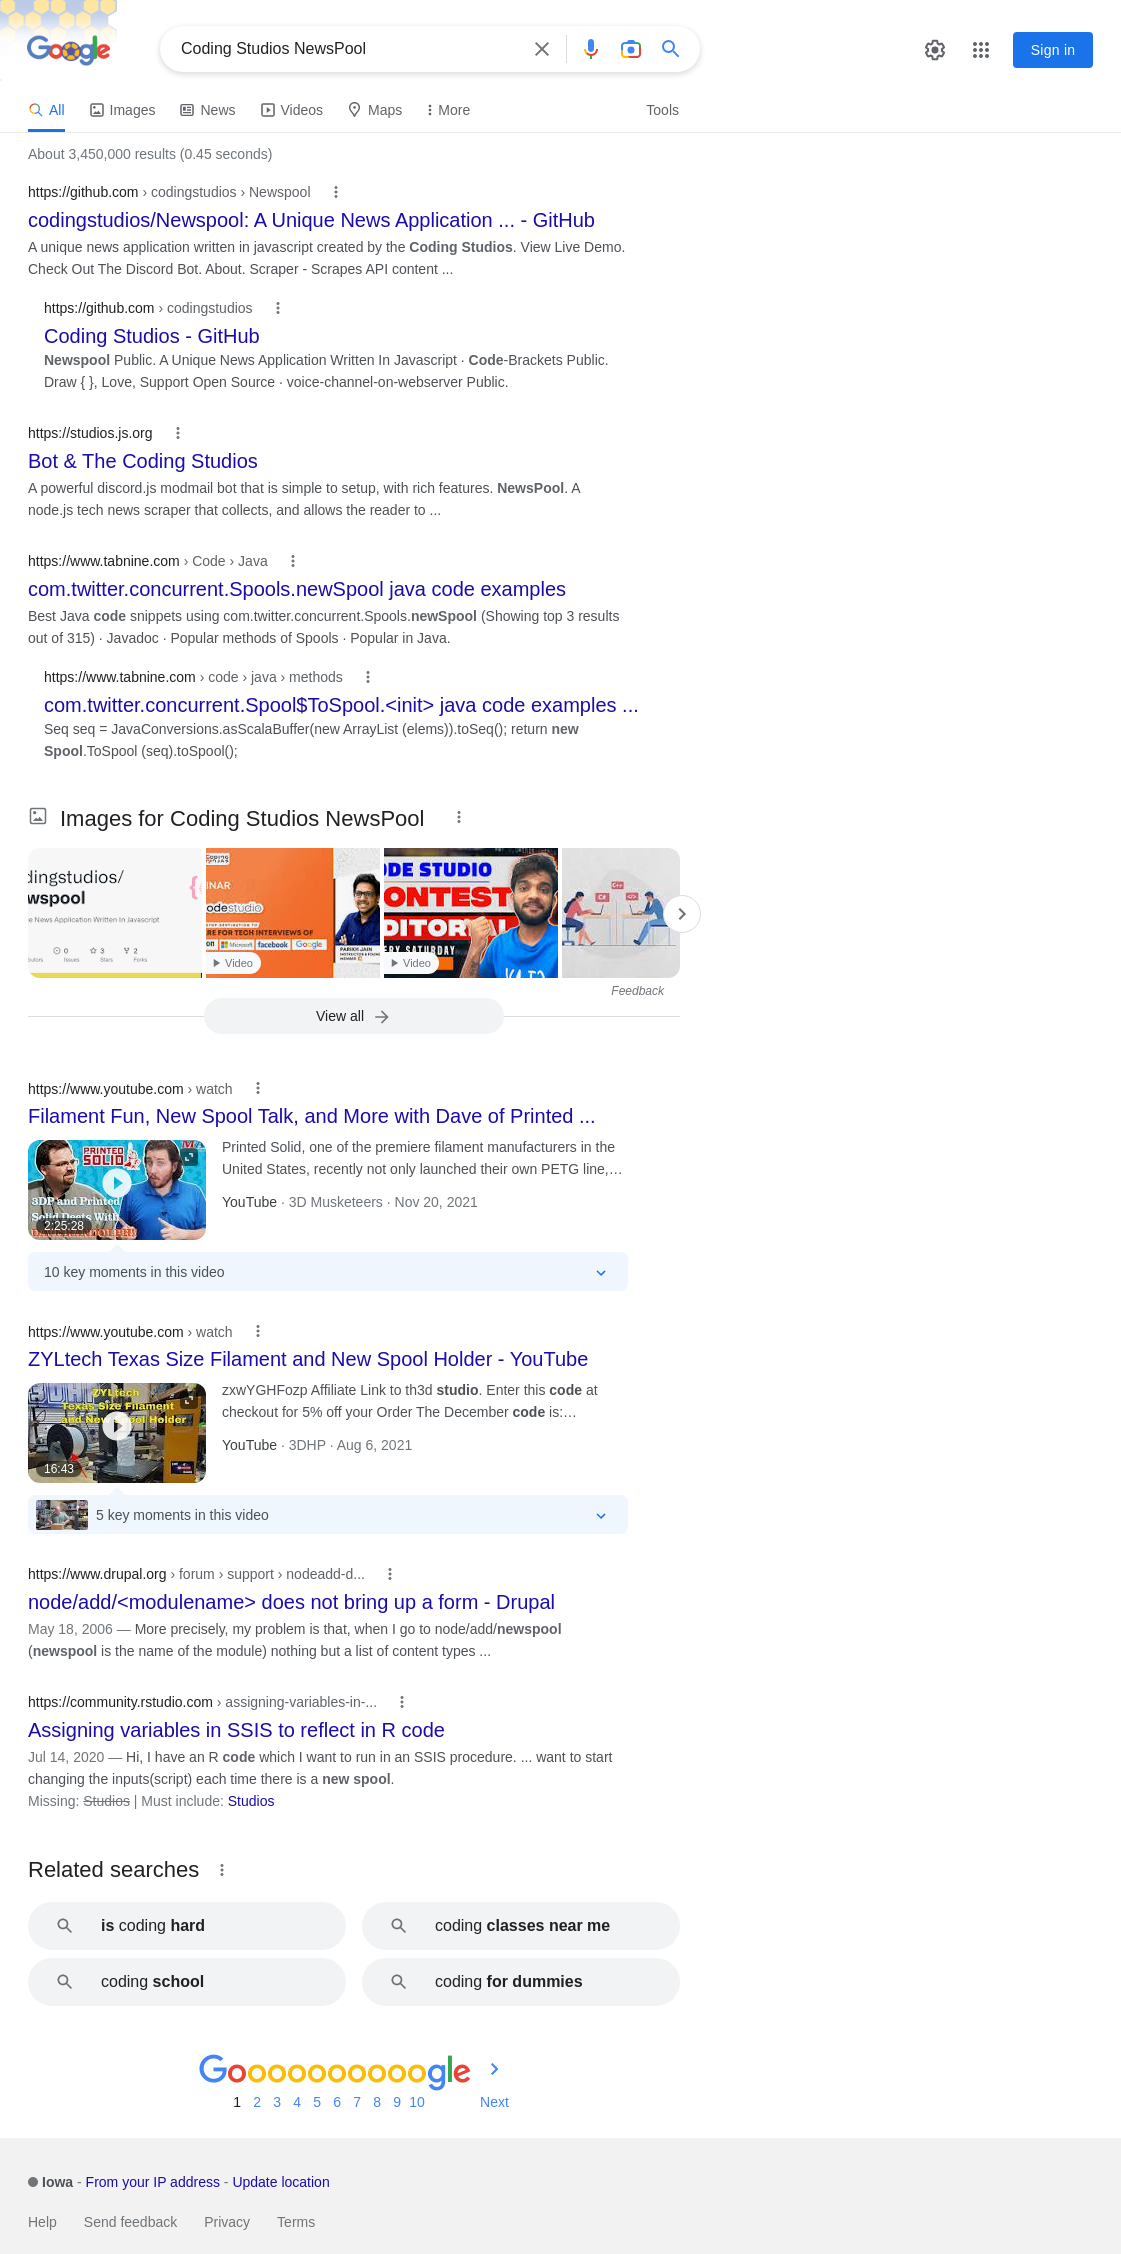 Google
Coding Studios NewsPool
Sign in
All
Images
News
Videos
Maps
More
Tools
About 3,450,000 results (0.45 seconds)
https://github.com › codingstudios › Newspool
codingstudios/Newspool: A Unique News Application ... - GitHub
A unique news application written in javascript created by the Coding Studios. View Live Demo.
Check Out The Discord Bot. About. Scraper - Scrapes API content ...
https://github.com › codingstudios
Coding Studios - GitHub
Newspool Public. A Unique News Application Written In Javascript · Code-Brackets Public.
Draw { }, Love, Support Open Source · voice-channel-on-webserver Public.
https://studios.js.org
Bot & The Coding Studios
A powerful discord.js modmail bot that is simple to setup, with rich features. NewsPool. A
node.js tech news scraper that collects, and allows the reader to ...
https://www.tabnine.com › Code › Java
com.twitter.concurrent.Spools.newSpool java code examples
Best Java code snippets using com.twitter.concurrent.Spools.newSpool (Showing top 3 results
out of 315) · Javadoc · Popular methods of Spools · Popular in Java.
https://www.tabnine.com › code › java › methods
com.twitter.concurrent.Spool$ToSpool.<init> java code examples ...
Seq seq = JavaConversions.asScalaBuffer(new ArrayList (elems)).toSeq(); return new
Spool.ToSpool (seq).toSpool();
Images for Coding Studios NewsPool
dingstudios/
wspool
e News Application Written In Javascript
0
Issues
3
Stars
2
Forks
INAR
odestudio
RE FOR TECH INTERVIEWS OF
on Microsoft facebook Google
PARIKH JAIN
Video
ODE STUDIO
ONTEST
DITORIAL
ERY SATURDAY
Video
C++
C#
</>
Feedback
View all
https://www.youtube.com › watch
Filament Fun, New Spool Talk, and More with Dave of Printed ...
PRINTED
SOLID
3DP and Printed
Solid Deets With
2:25:28
Printed Solid, one of the premiere filament manufacturers in the
United States, recently not only launched their own PETG line,…
YouTube · 3D Musketeers · Nov 20, 2021
10 key moments in this video
https://www.youtube.com › watch
ZYLtech Texas Size Filament and New Spool Holder - YouTube
ZYLtech
Texas Size Filament
and New Spool Holder
16:43
zxwYGHFozp Affiliate Link to th3d studio. Enter this code at
checkout for 5% off your Order The December code is:…
YouTube · 3DHP · Aug 6, 2021
5 key moments in this video
https://www.drupal.org › forum › support › nodeadd-d...
node/add/<modulename> does not bring up a form - Drupal
May 18, 2006 — More precisely, my problem is that, when I go to node/add/newspool
(newspool is the name of the module) nothing but a list of content types ...
https://community.rstudio.com › assigning-variables-in-...
Assigning variables in SSIS to reflect in R code
Jul 14, 2020 — Hi, I have an R code which I want to run in an SSIS procedure. ... want to start
changing the inputs(script) each time there is a new spool.
Missing: Studios | Must include: Studios
Related searches
is coding hard
coding classes near me
coding school
coding for dummies
Goooooooooogle
1 2 3 4 5 6 7 8 9 10 Next
Iowa - From your IP address - Update location
Help Send feedback Privacy Terms